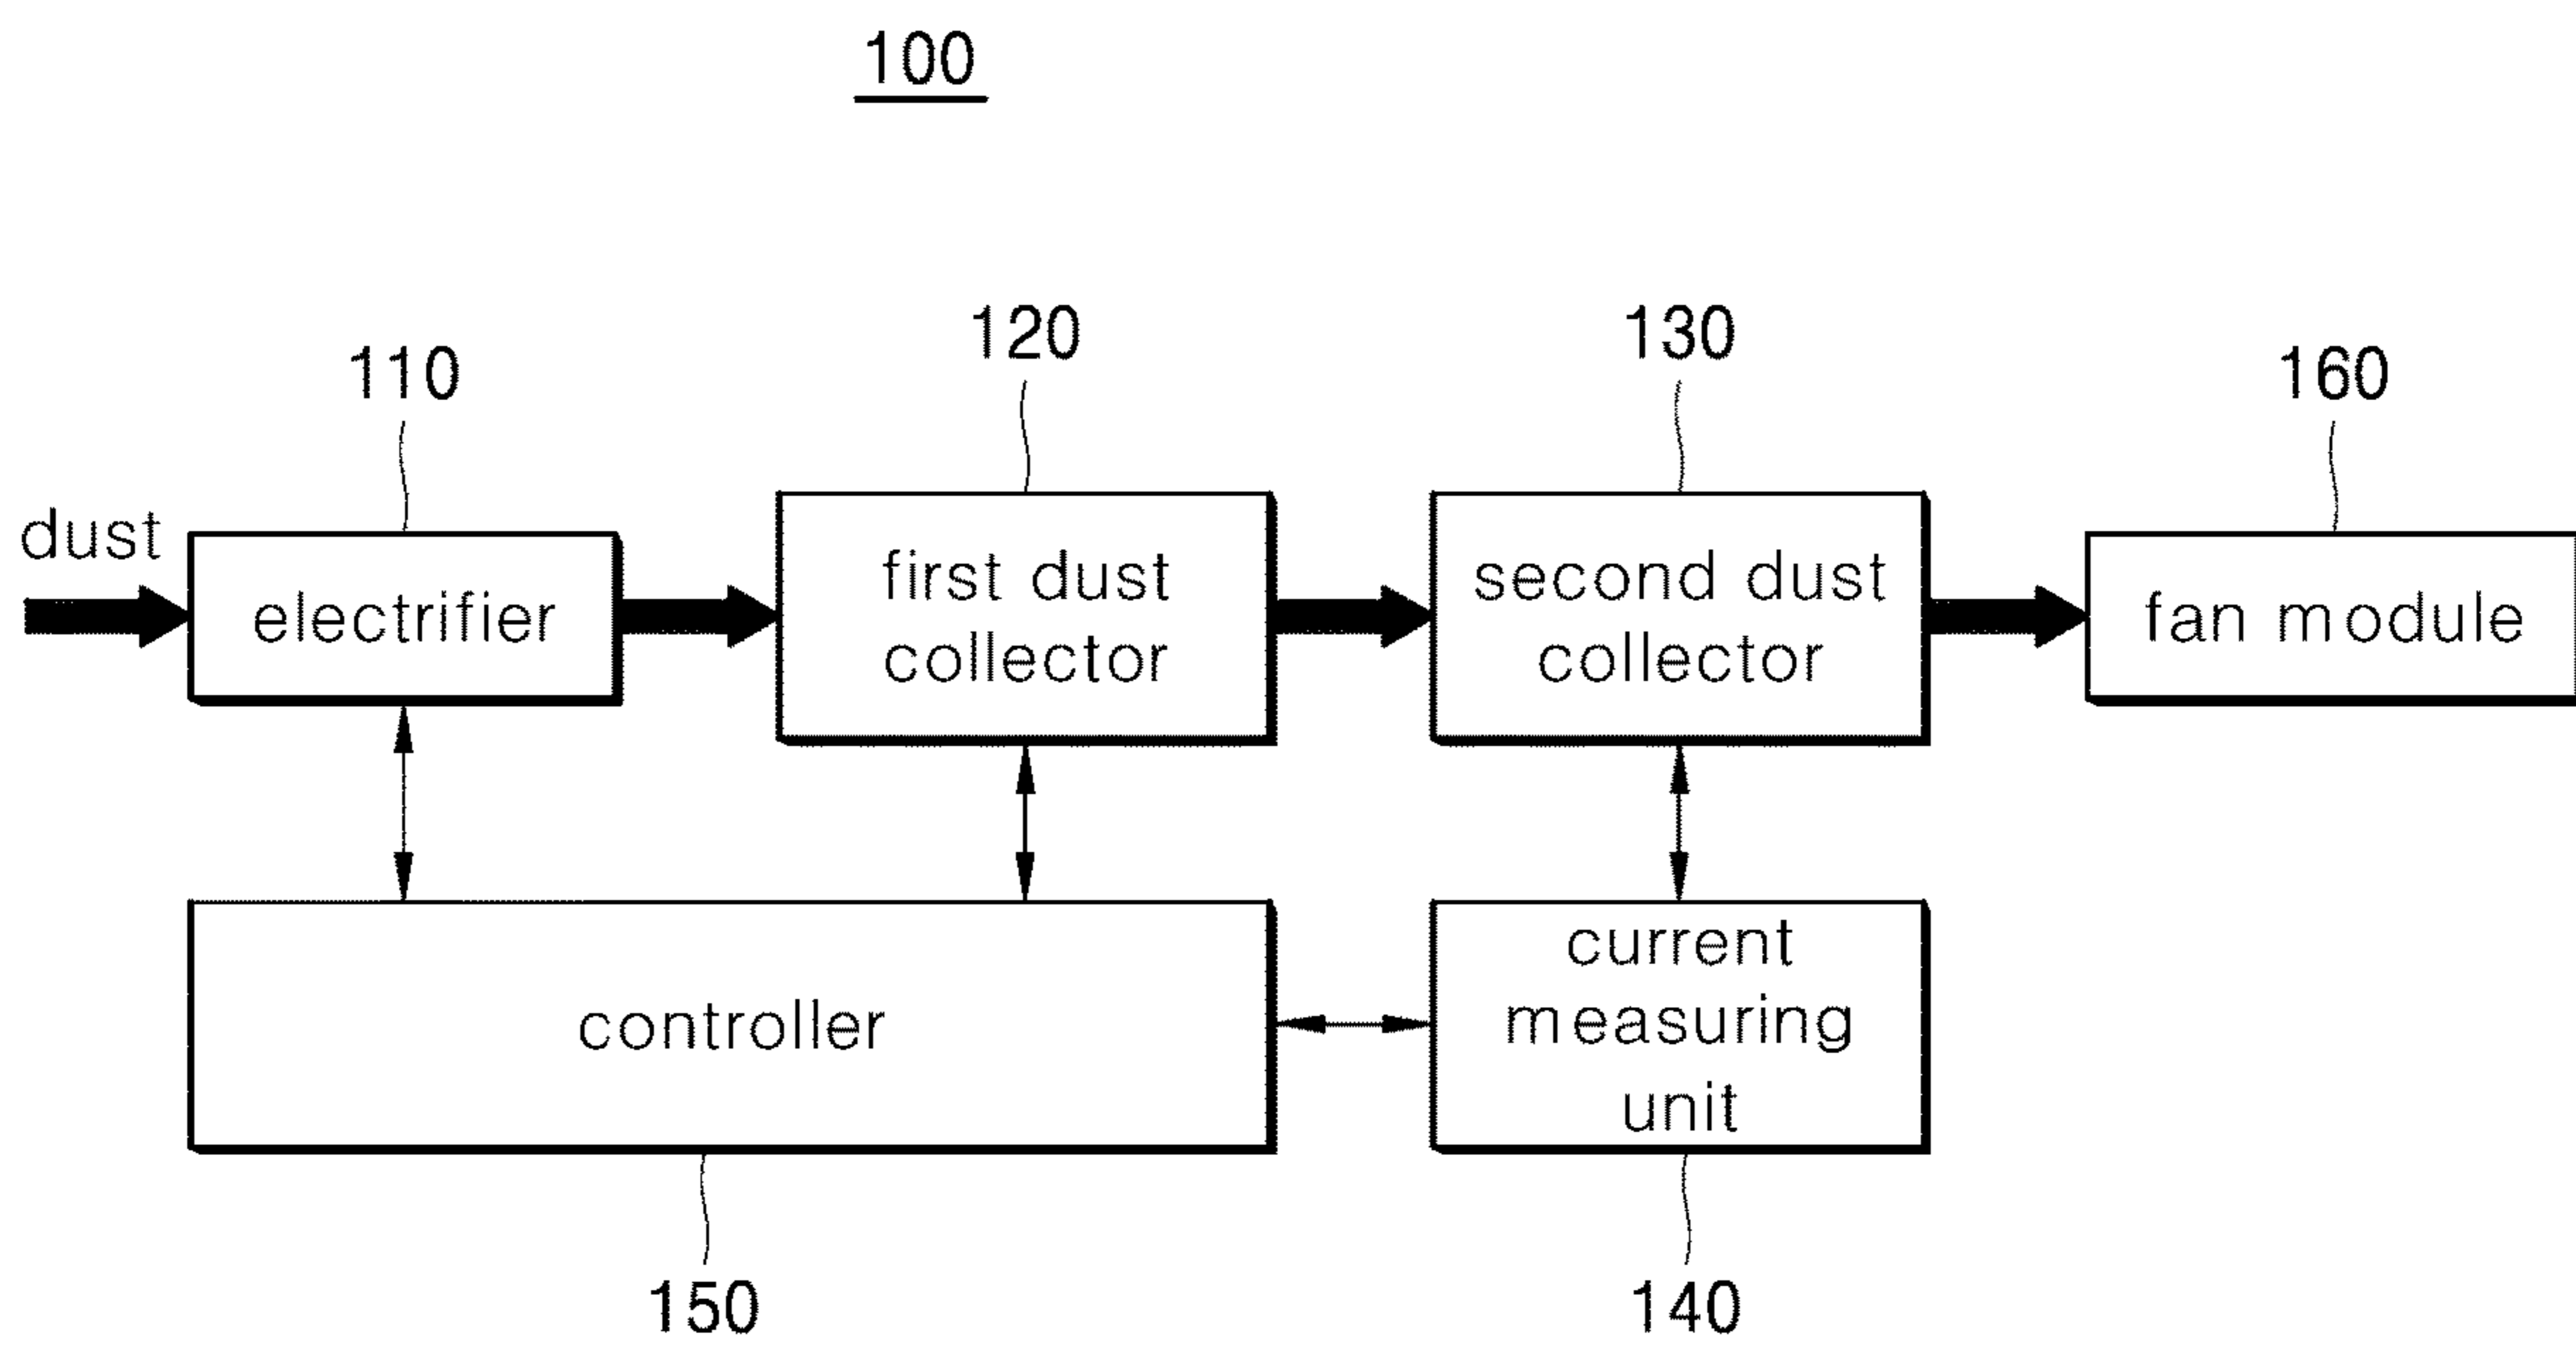 100
110
120
130
160
dust
electrifier
first dust
collector
second dust
collector
fan module
controller
current
measuring
unit
150
140